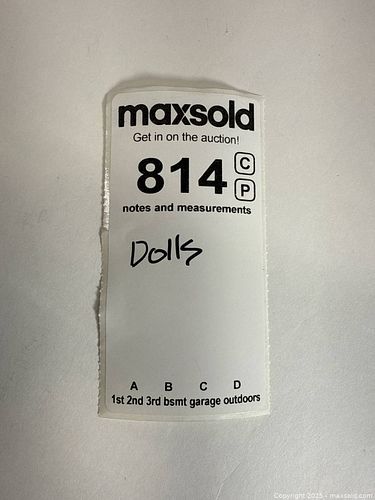 maxsold
Get in on the auction!
814 C
P
notes and measurements
Dolls
A B C D
1st 2nd 3rd bsmt garage outdoors
Copyright 2025 - maxsold.com